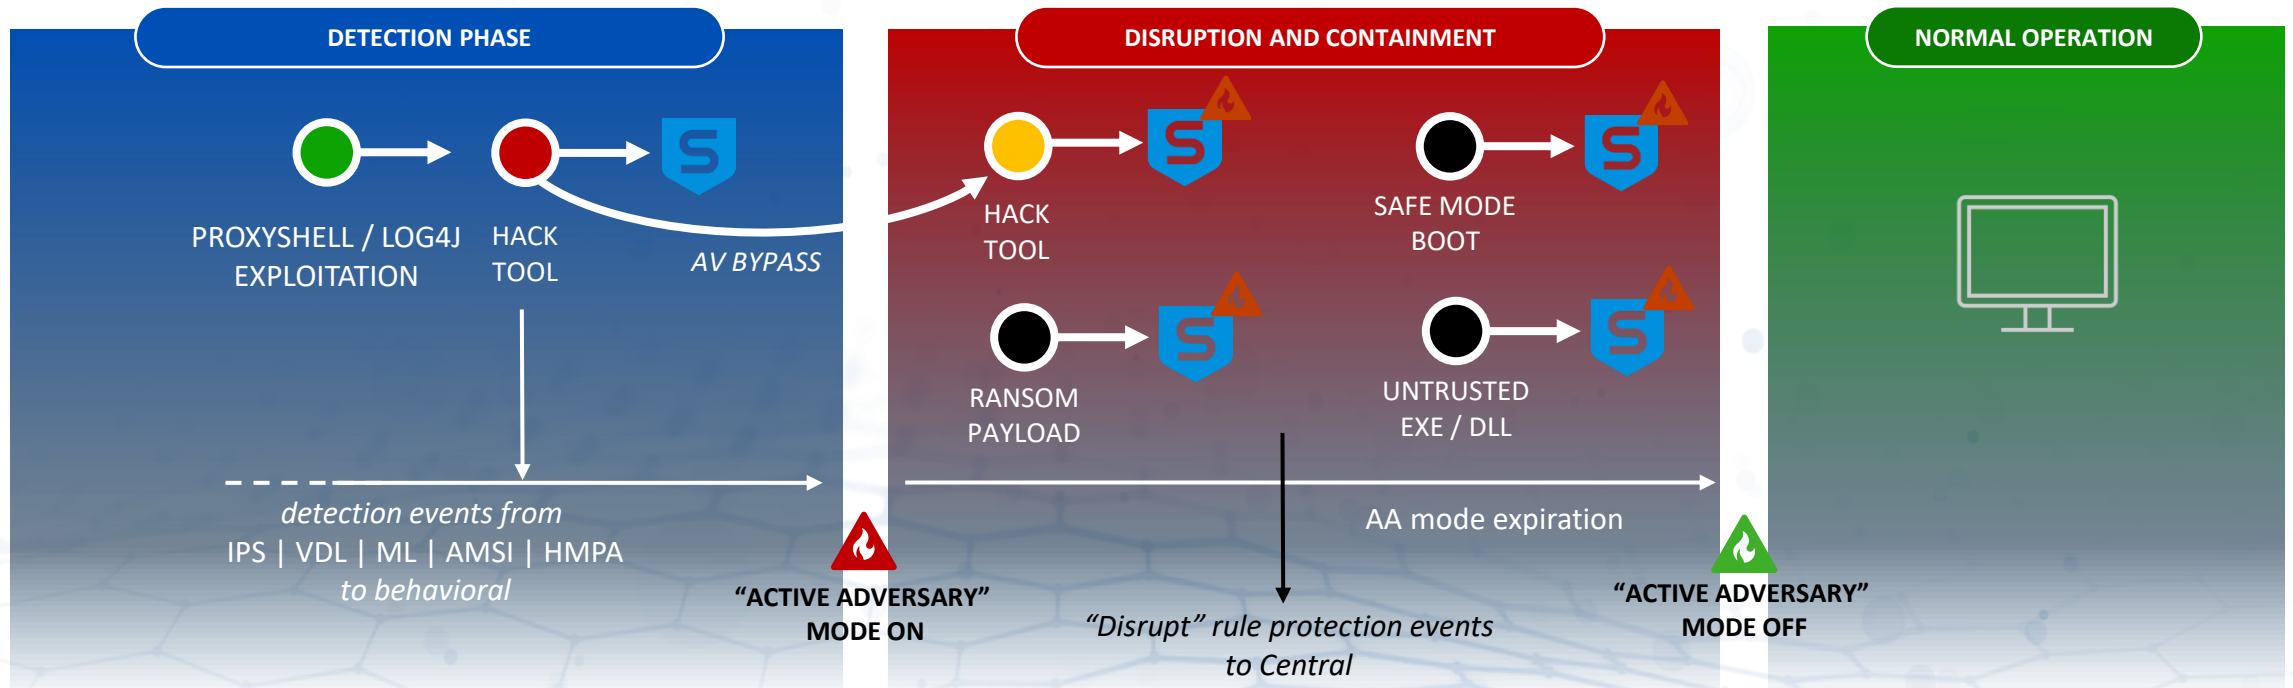 DETECTION PHASE
PROXYSHELL / LOG4J
EXPLOITATION
HACK
TOOL
AV BYPASS
detection events from
IPS | VDL | ML | AMSI | HMPA
to behavioral
"ACTIVE ADVERSARY"
MODE ON
DISRUPTION AND CONTAINMENT
HACK
TOOL
SAFE MODE
BOOT
RANSOM
PAYLOAD
UNTRUSTED
EXE / DLL
AA mode expiration
“Disrupt” rule protection events
to Central
“ACTIVE ADVERSARY”
MODE OFF
NORMAL OPERATION